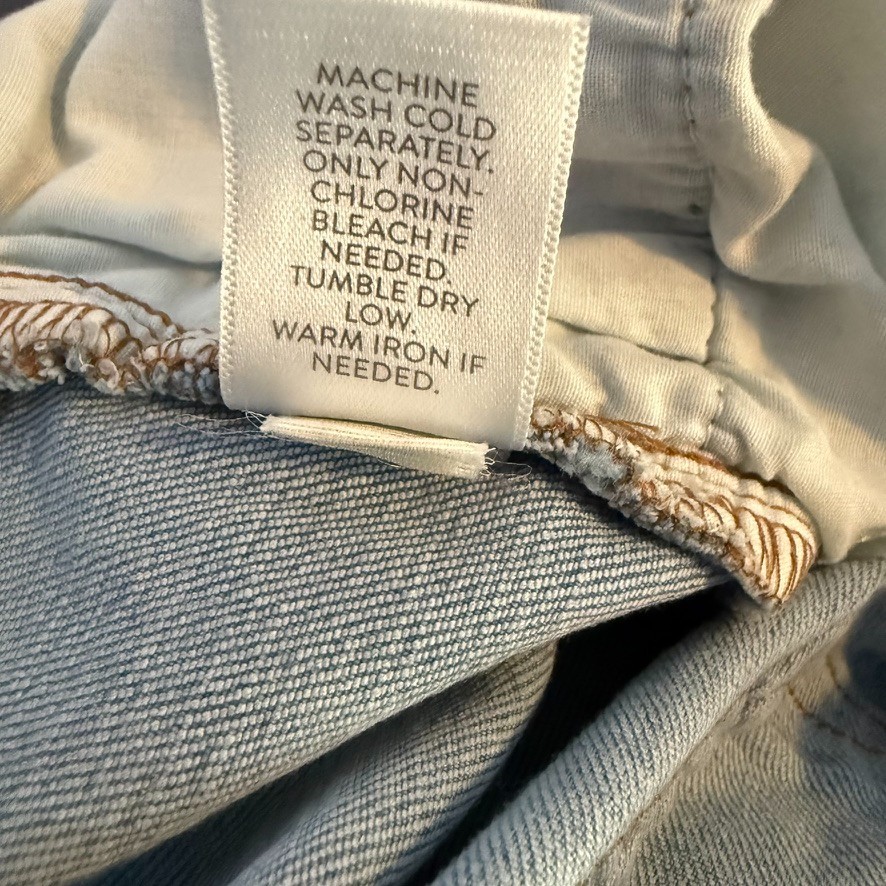 MACHINE
WASH COLD
SEPARATELY.
ONLY NON-
CHLORINE
BLEACH IF
NEEDED.
TUMBLE DRY
LOW.
WARM IRON IF
NEEDED.